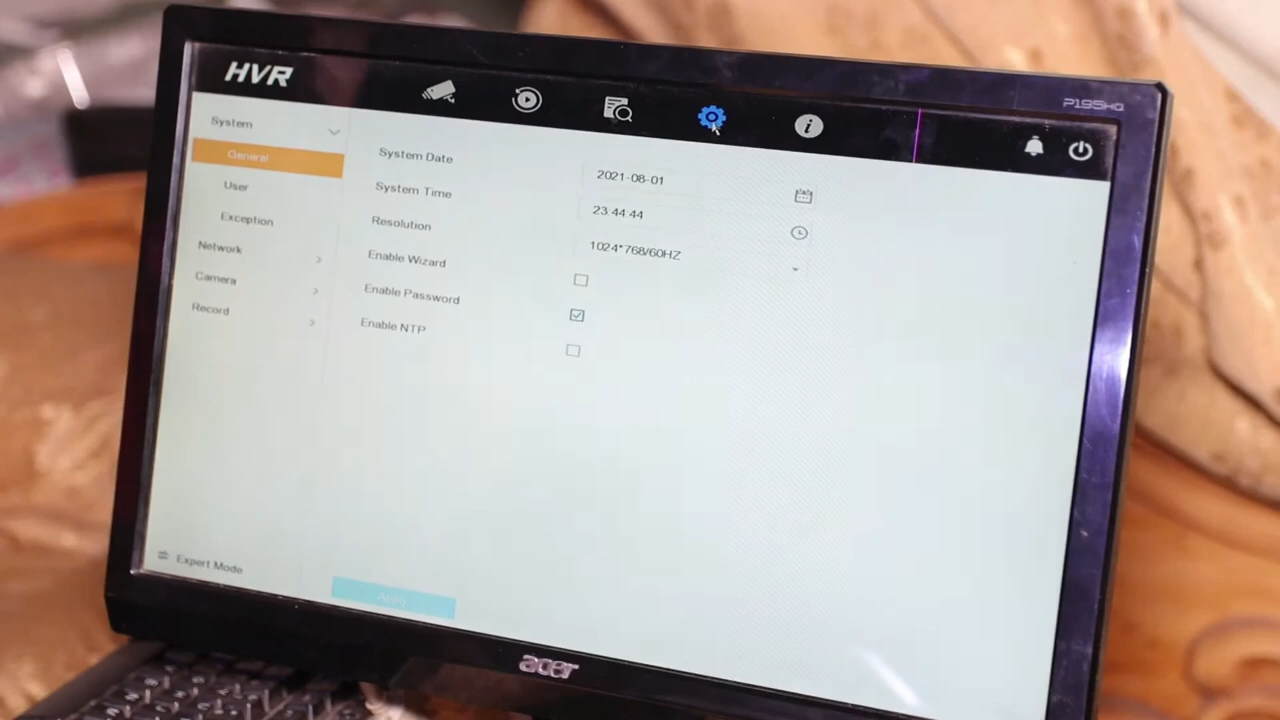 HVR
P195HQ
System
General
User
Exception
Network
Camera
Record
System Date
2021-08-01
System Time
23:44:44
Resolution
1024*768/60HZ
Enable Wizard
Enable Password
Enable NTP
Expert Mode
Apply
acer